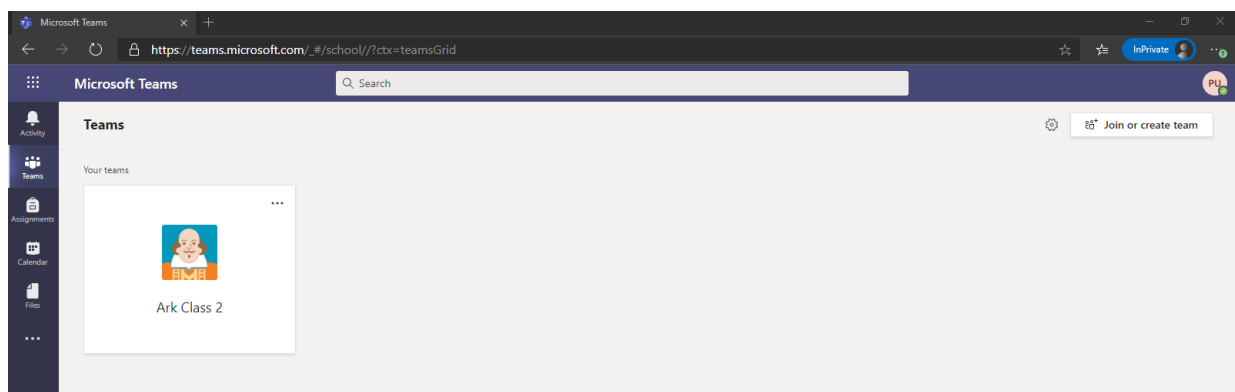 Microsoft Teams
https://teams.microsoft.com/_#/school//?ctx=teamsGrid
InPrivate
Microsoft Teams
Search
PU
Activity
Teams
Join or create team
Teams
Your teams
Assignments
Calendar
Files
Ark Class 2